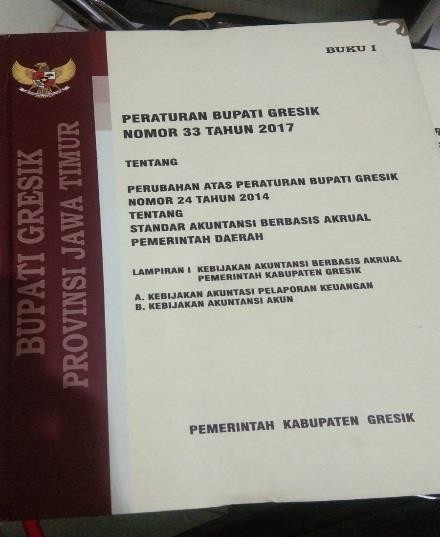 BUKU I
BUPATI GRESIK
PROVINSI JAWA TIMUR
PERATURAN BUPATI GRESIK
NOMOR 33 TAHUN 2017
TENTANG
PERUBAHAN ATAS PERATURAN BUPATI GRESIK
NOMOR 24 TAHUN 2014
TENTANG
STANDAR AKUNTANSI BERBASIS AKRUAL
PEMERINTAH DAERAH
LAMPIRAN I KEBIJAKAN AKUNTANSI BERBASIS AKRUAL
PEMERINTAH KABUPATEN GRESIK
A. KEBIJAKAN AKUTASI PELAPORAN KEUANGAN
B. KEBIJAKAN AKUNTANSI AKUN
PEMERINTAH KABUPATEN GRESIK